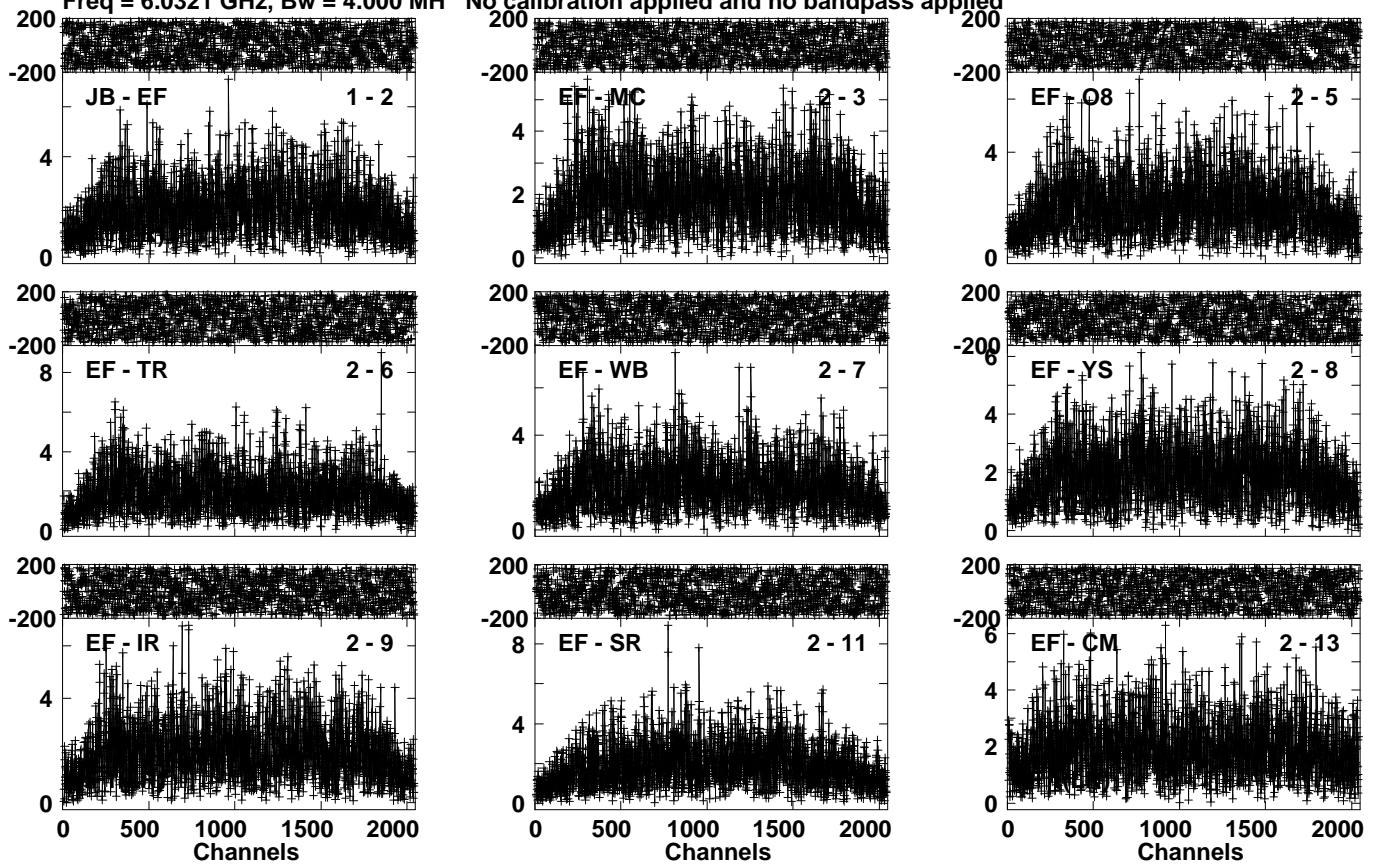 Freq = 6.0321 GHz, Bw = 4.000 MH   No calibration applied and no bandpass applied
200 200 200
-200 -200 -200
JB - EF 1 - 2 EF - MC 2 - 3 EF - O8 2 - 5
4 4 4
2
0 0 0
200 200 200
-200 -200 -200
8 6
EF - TR 2 - 6 EF - WB 2 - 7 EF - YS 2 - 8
4 4 4
2
0 0 0
200 200 200
-200 -200 -200
8 6
EF - IR 2 - 9 EF - SR 2 - 11 EF - CM 2 - 13
4 4 4
2
0 0 0
0 500 1000 1500 2000 0 500 1000 1500 2000 0 500 1000 1500 2000
Channels Channels Channels